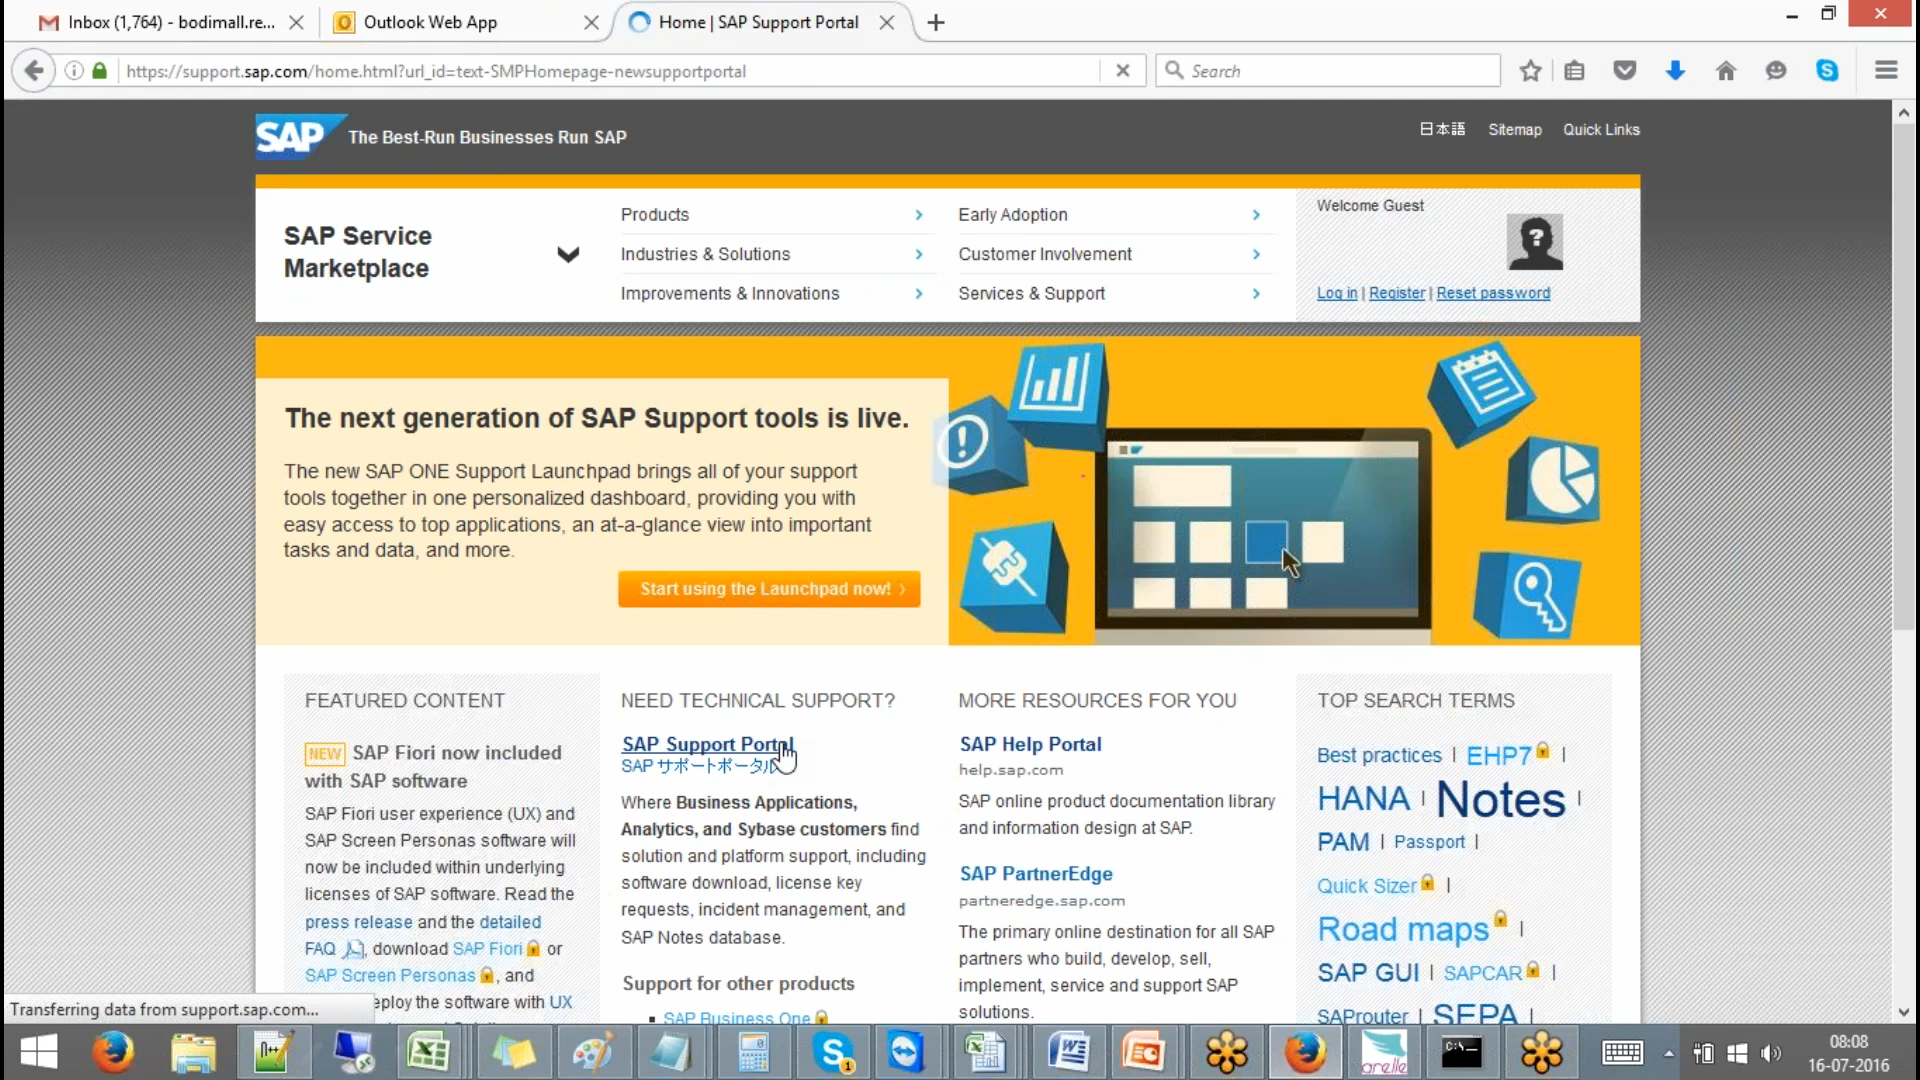 Inbox (1,764) - bodimall.re...
Outlook Web App
Home | SAP Support Portal
https://support.sap.com/home.html?url_id=text-SMPHomepage-newsupportportal
Search
SAP The Best-Run Businesses Run SAP
日本語 Sitemap Quick Links
SAP Service
Marketplace
Products
Industries & Solutions
Improvements & Innovations
Early Adoption
Customer Involvement
Services & Support
Welcome Guest
Log in | Register | Reset password
The next generation of SAP Support tools is live.
The new SAP ONE Support Launchpad brings all of your support
tools together in one personalized dashboard, providing you with
easy access to top applications, an at-a-glance view into important
tasks and data, and more.
Start using the Launchpad now! ›
FEATURED CONTENT
NEW SAP Fiori now included
with SAP software
SAP Fiori user experience (UX) and
SAP Screen Personas software will
now be included within underlying
licenses of SAP software. Read the
press release and the detailed
FAQ , download SAP Fiori or
SAP Screen Personas , and
eploy the software with UX
NEED TECHNICAL SUPPORT?
SAP Support Portal
SAP サポートポータル
Where Business Applications,
Analytics, and Sybase customers find
solution and platform support, including
software download, license key
requests, incident management, and
SAP Notes database.
Support for other products
SAP Business One
MORE RESOURCES FOR YOU
SAP Help Portal
help.sap.com
SAP online product documentation library
and information design at SAP.
SAP PartnerEdge
partneredge.sap.com
The primary online destination for all SAP
partners who build, develop, sell,
implement, service and support SAP
solutions.
TOP SEARCH TERMS
Best practices | EHP7 |
HANA | Notes |
PAM | Passport |
Quick Sizer |
Road maps |
SAP GUI | SAPCAR |
SAProuter | SEPA |
Transferring data from support.sap.com...
08:08
16-07-2016